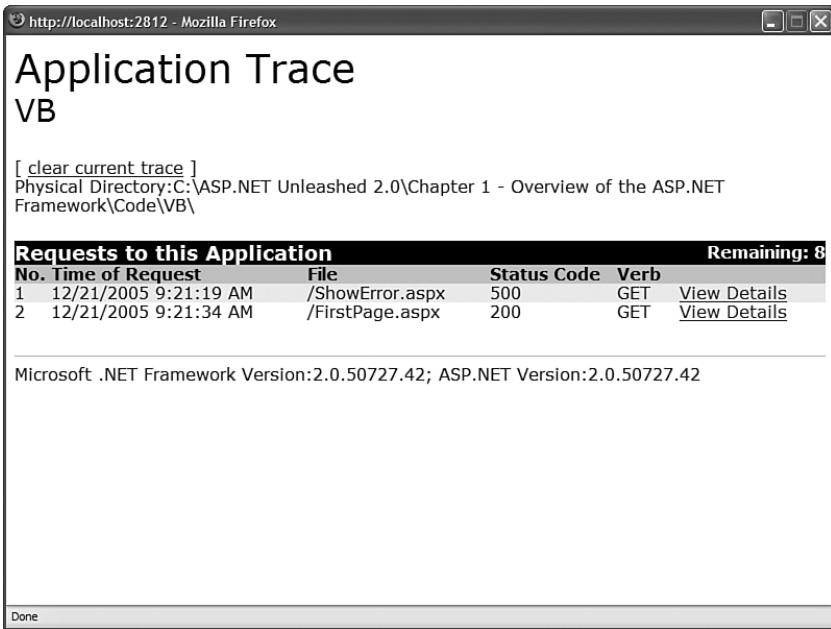 http://localhost:2812 - Mozilla Firefox
Application Trace
VB
[ clear current trace ]
Physical Directory:C:\ASP.NET Unleashed 2.0\Chapter 1 - Overview of the ASP.NET
Framework\Code\VB\
Requests to this Application Remaining: 8
No. Time of Request File Status Code Verb
1 12/21/2005 9:21:19 AM /ShowError.aspx 500 GET View Details
2 12/21/2005 9:21:34 AM /FirstPage.aspx 200 GET View Details
Microsoft .NET Framework Version:2.0.50727.42; ASP.NET Version:2.0.50727.42
Done